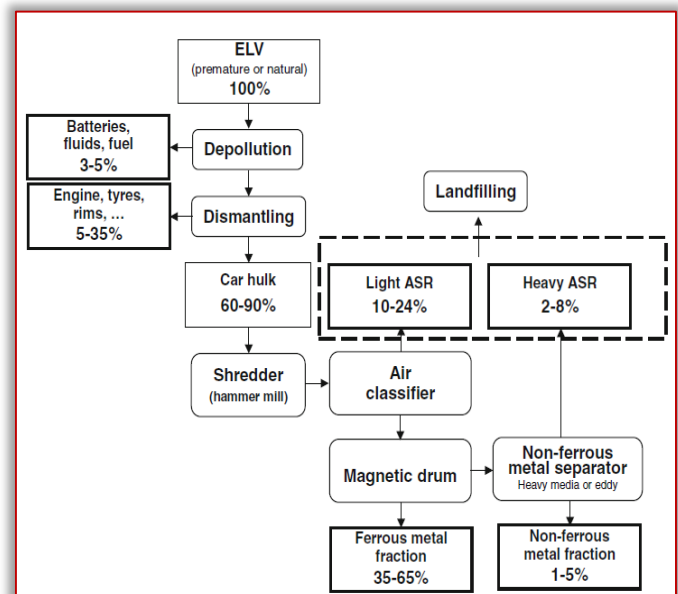 ELV
(premature or natural)
100%
Batteries,
fluids, fuel
3-5%
Depollution
Engine, tyres,
rims, ...
5-35%
Dismantling
Landfilling
Car hulk
60-90%
Light ASR
10-24%
Heavy ASR
2-8%
Shredder
(hammer mill)
Air
classifier
Magnetic drum
Non-ferrous
metal separator
Heavy media or eddy
Ferrous metal
fraction
35-65%
Non-ferrous
metal fraction
1-5%